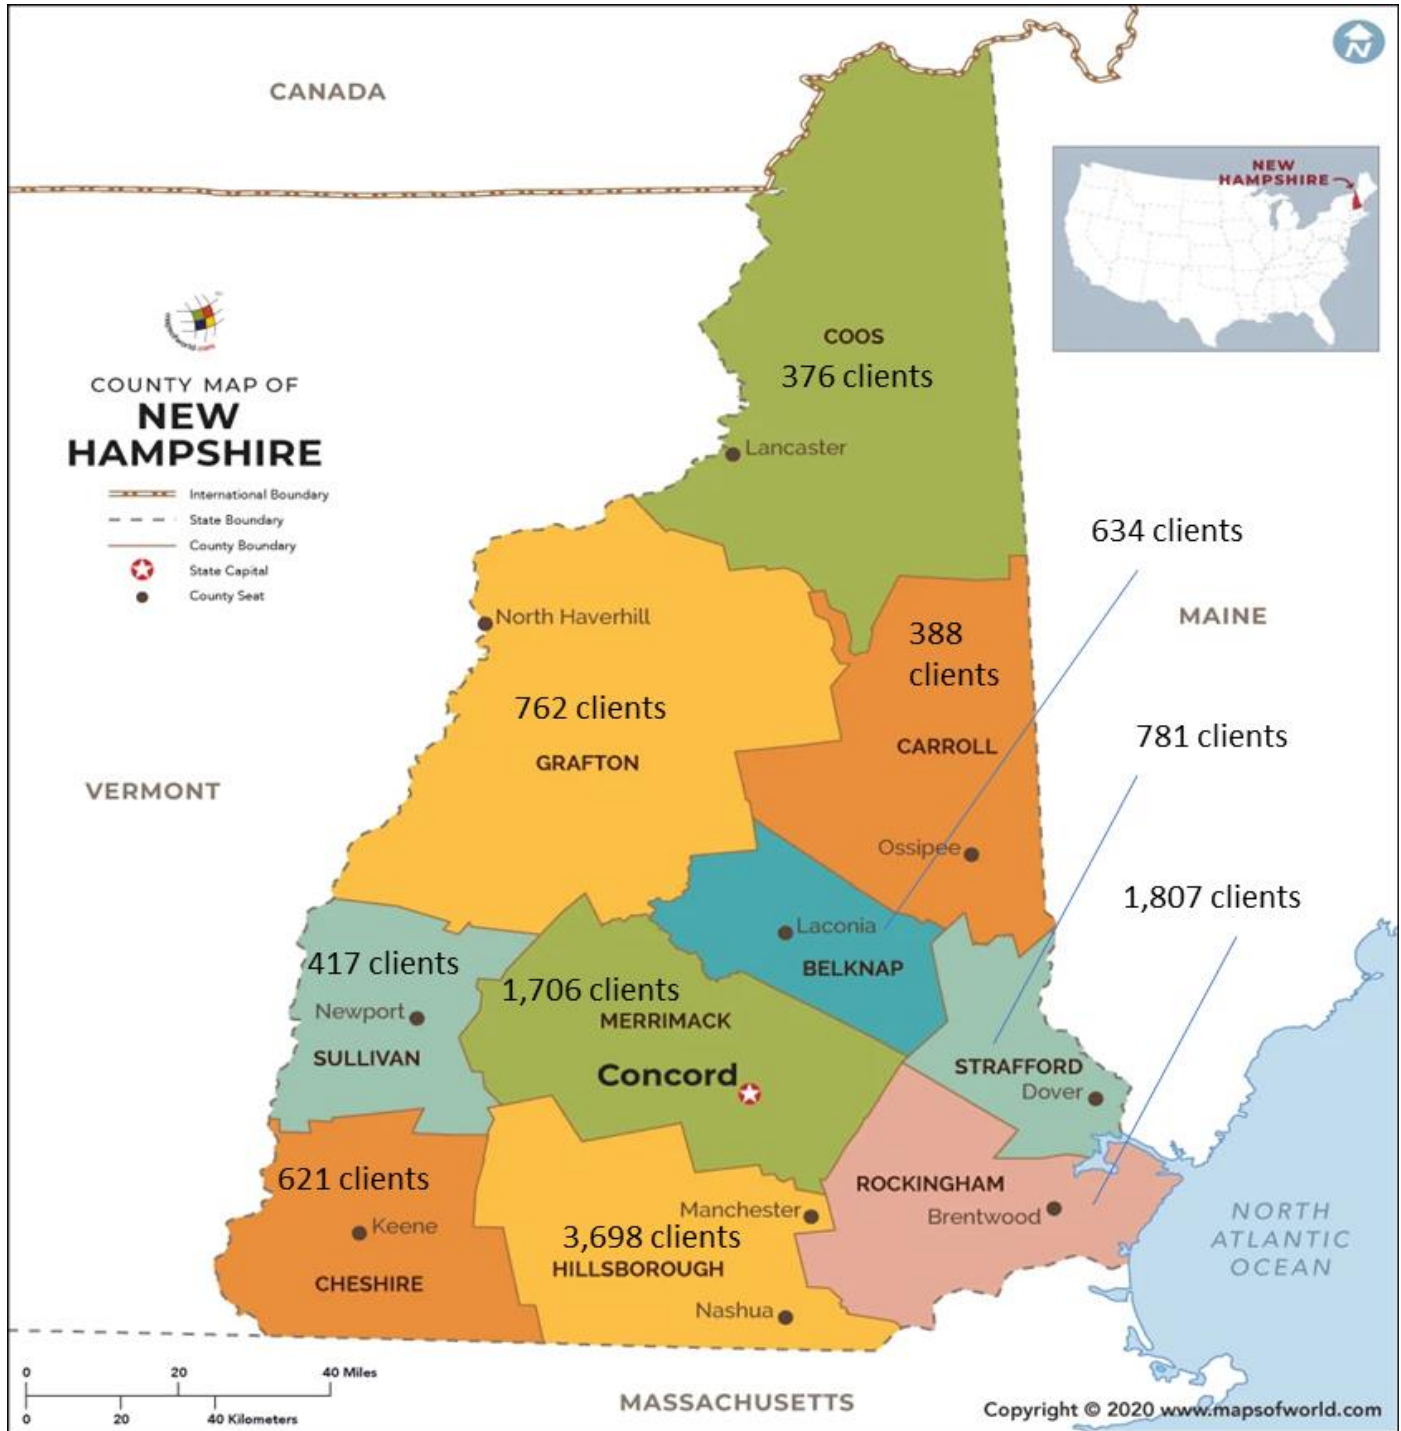 CANADA
N
NEW
HAMPSHIRE
mapsofworld.com
COUNTY MAP OF
NEW
HAMPSHIRE
International Boundary
State Boundary
County Boundary
State Capital
County Seat
COOS
376 clients
Lancaster
634 clients
North Haverhill
MAINE
388
clients
762 clients
781 clients
CARROLL
GRAFTON
VERMONT
Ossipee
1,807 clients
Laconia
BELKNAP
417 clients
1,706 clients
Newport
MERRIMACK
SULLIVAN
STRAFFORD
Concord
Dover
621 clients
ROCKINGHAM
Manchester
Brentwood
Keene
3,698 clients
HILLSBOROUGH
CHESHIRE
Nashua
NORTH
ATLANTIC
OCEAN
0 20 40 Miles
0 20 40 Kilometers
MASSACHUSETTS
Copyright © 2020 www.mapsofworld.com